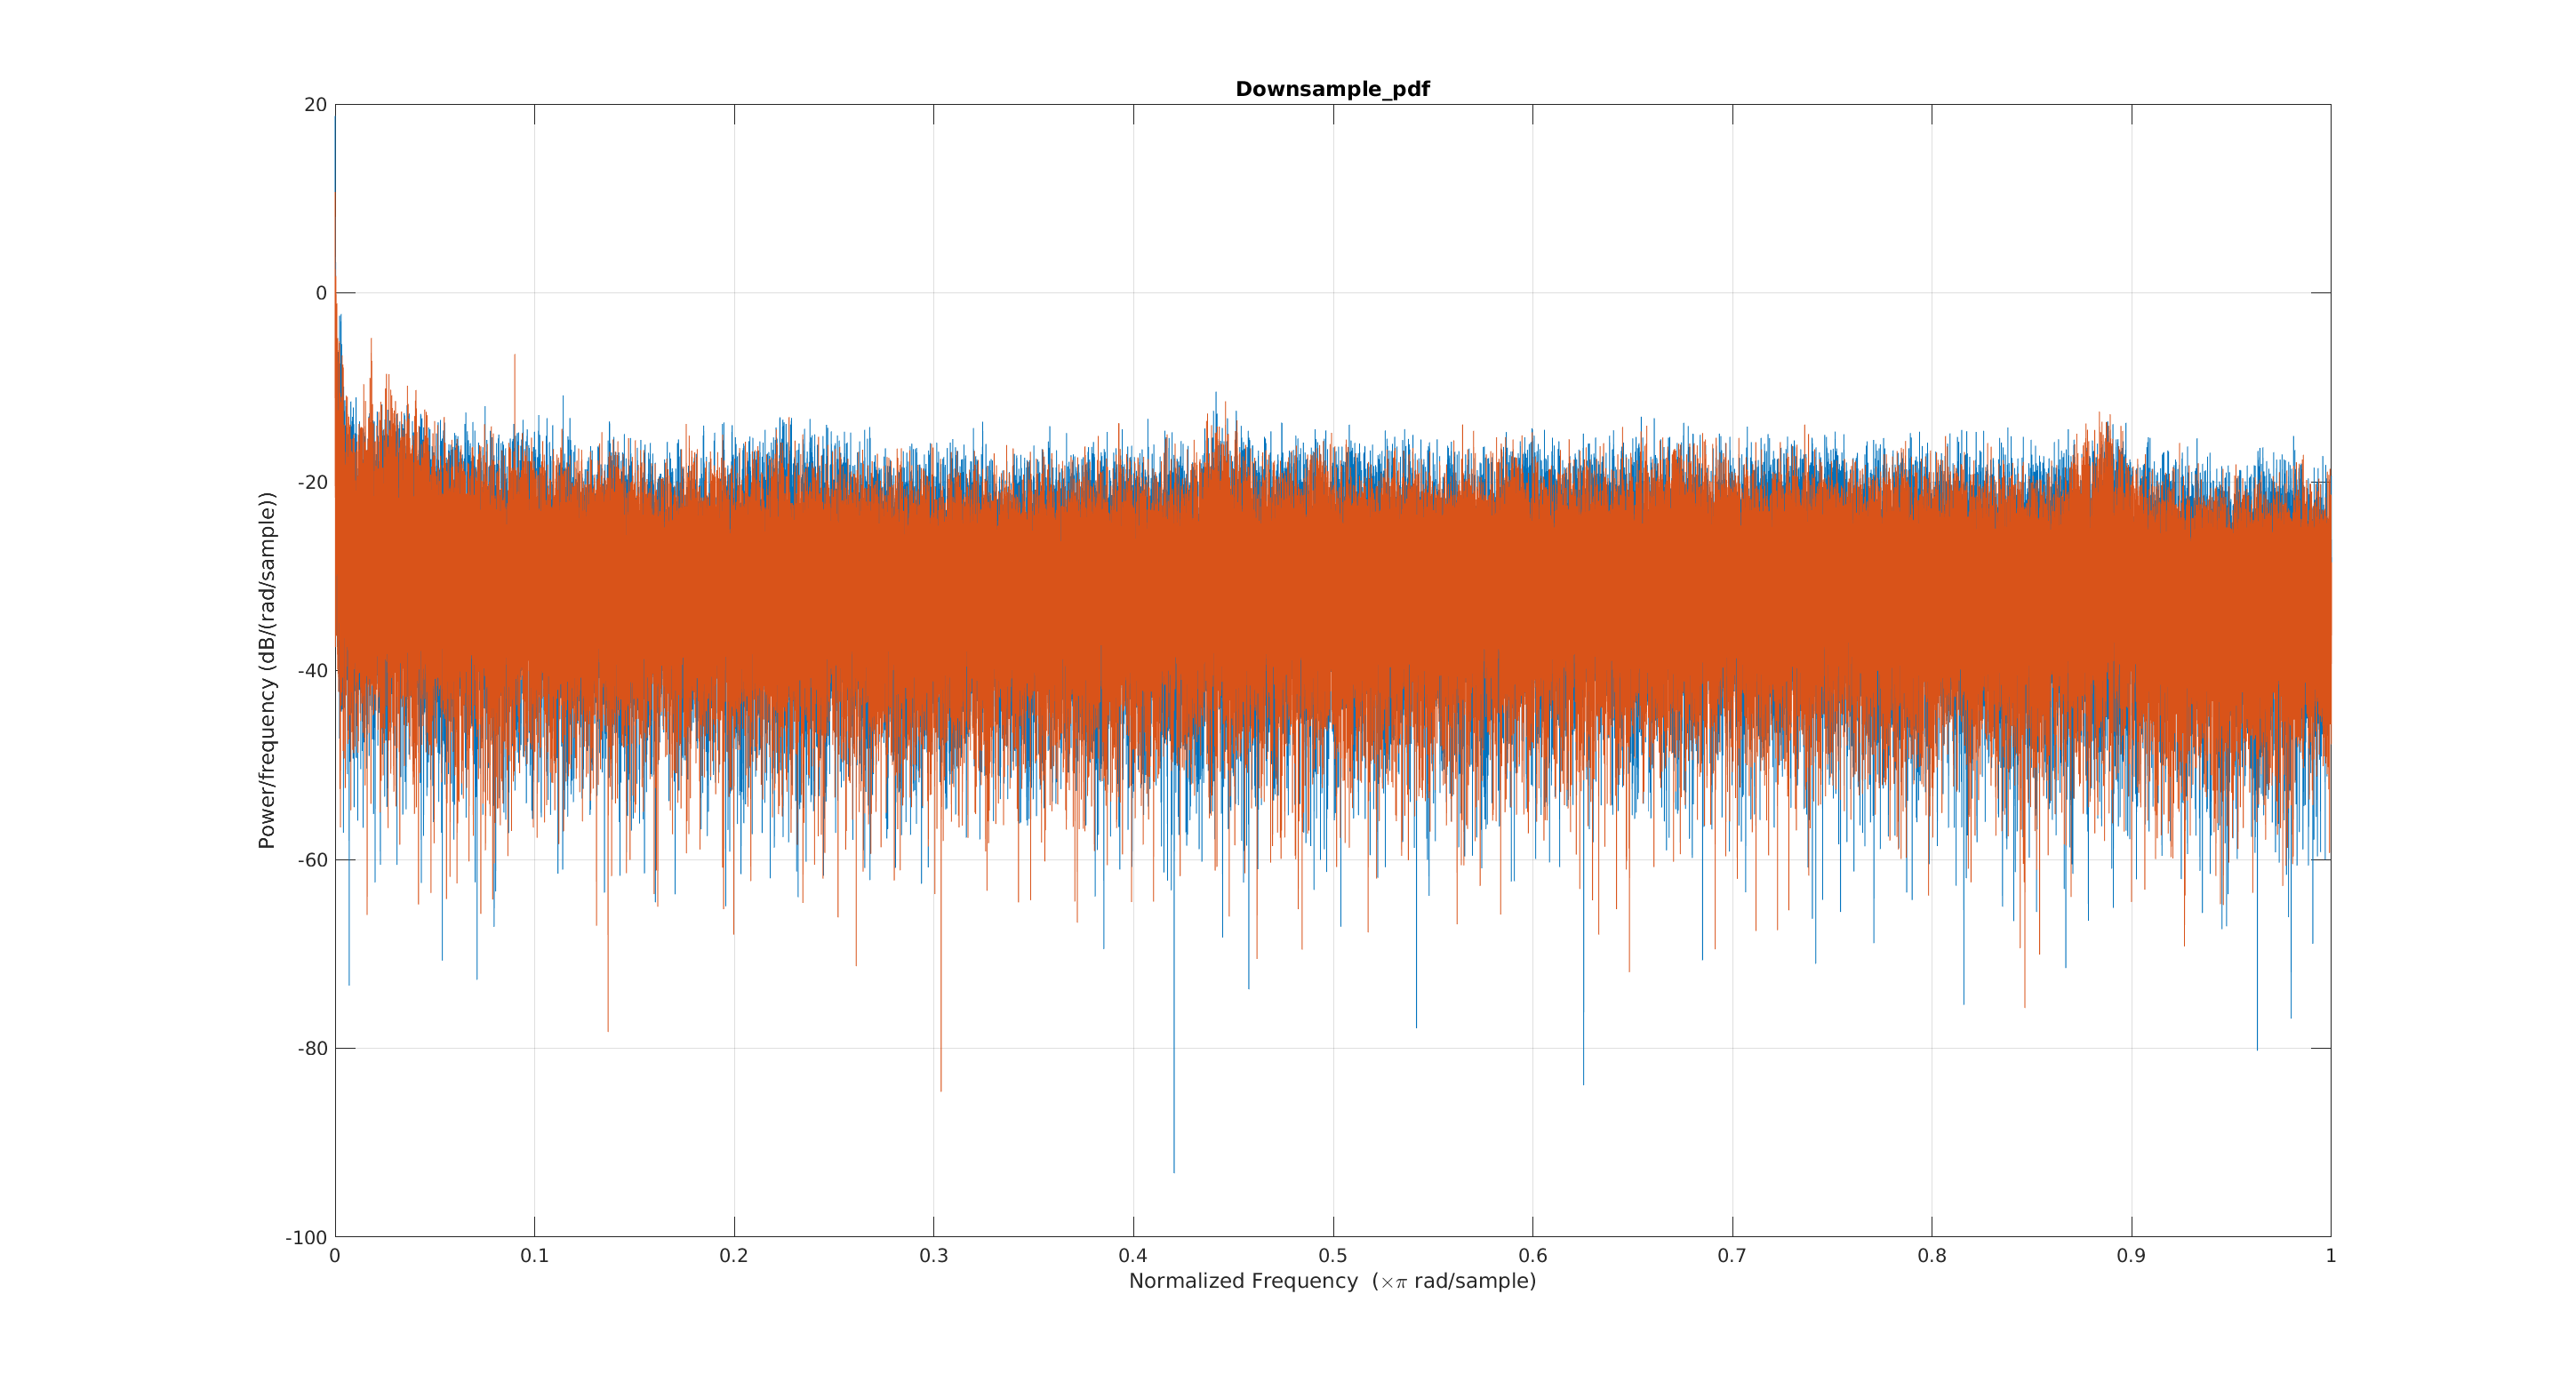 Downsample_pdf
20
0
-20
-40
-60
-80
-100
Power/frequency (dB/(rad/sample))
0 0.1 0.2 0.3 0.4 0.5 0.6 0.7 0.8 0.9 1
Normalized Frequency (×π rad/sample)